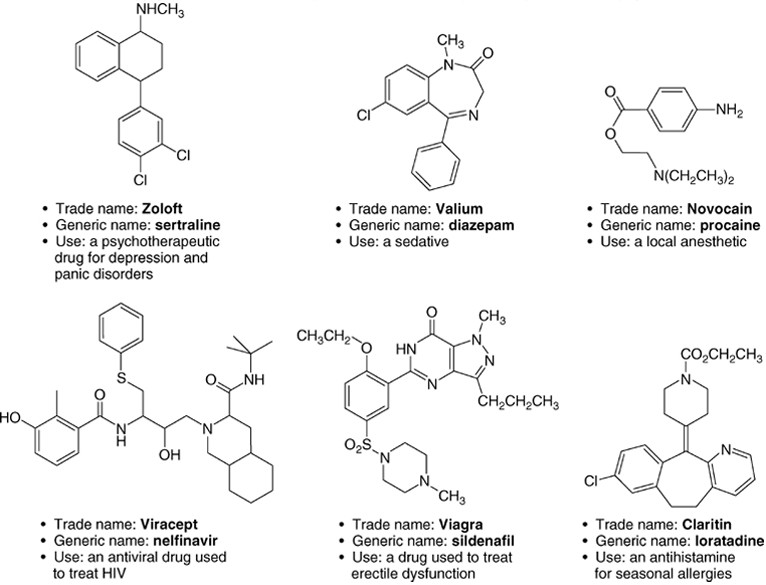 NHCH₃
Cl
Cl
• Trade name: Zoloft
• Generic name: sertraline
• Use: a psychotherapeutic
drug for depression and
panic disorders
CH₃
N
O
Cl
N
• Trade name: Valium
• Generic name: diazepam
• Use: a sedative
O
NH₂
O
N(CH₂CH₃)₂
• Trade name: Novocain
• Generic name: procaine
• Use: a local anesthetic
S
O
NH
HO
O
N
H
N
OH
• Trade name: Viracept
• Generic name: nelfinavir
• Use: an antiviral drug used
to treat HIV
O
CH₃
CH₃CH₂
O
HN
N
N
N
CH₂CH₂CH₃
O₂S
N
N
CH₃
• Trade name: Viagra
• Generic name: sildenafil
• Use: a drug used to treat
erectile dysfunction
CO₂CH₂CH₃
N
N
Cl
• Trade name: Claritin
• Generic name: loratadine
• Use: an antihistamine
for seasonal allergies